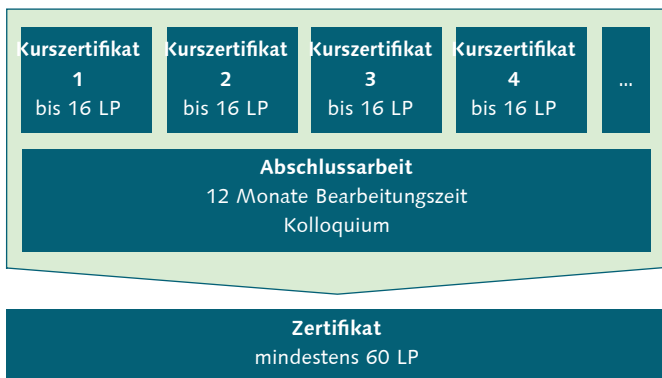 Kurszertifikat
1
bis 16 LP
Kurszertifikat
2
bis 16 LP
Kurszertifikat
3
bis 16 LP
Kurszertifikat
4
bis 16 LP
...
Abschlussarbeit
12 Monate Bearbeitungszeit
Kolloquium
Zertifikat
mindestens 60 LP